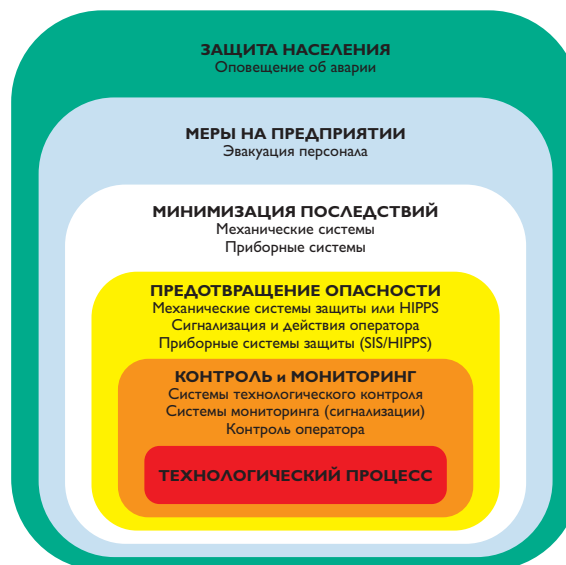 ЗАЩИТА НАСЕЛЕНИЯ
Оповещение об аварии
МЕРЫ НА ПРЕДПРИЯТИИ
Эвакуация персонала
МИНИМИЗАЦИЯ ПОСЛЕДСТВИЙ
Механические системы
Приборные системы
ПРЕДОТВРАЩЕНИЕ ОПАСНОСТИ
Механические системы защиты или HIPPS
Сигнализация и действия оператора
Приборные системы защиты (SIS/HIPPS)
КОНТРОЛЬ и МОНИТОРИНГ
Системы технологического контроля
Системы мониторинга (сигнализации)
Контроль оператора
ТЕХНОЛОГИЧЕСКИЙ ПРОЦЕСС